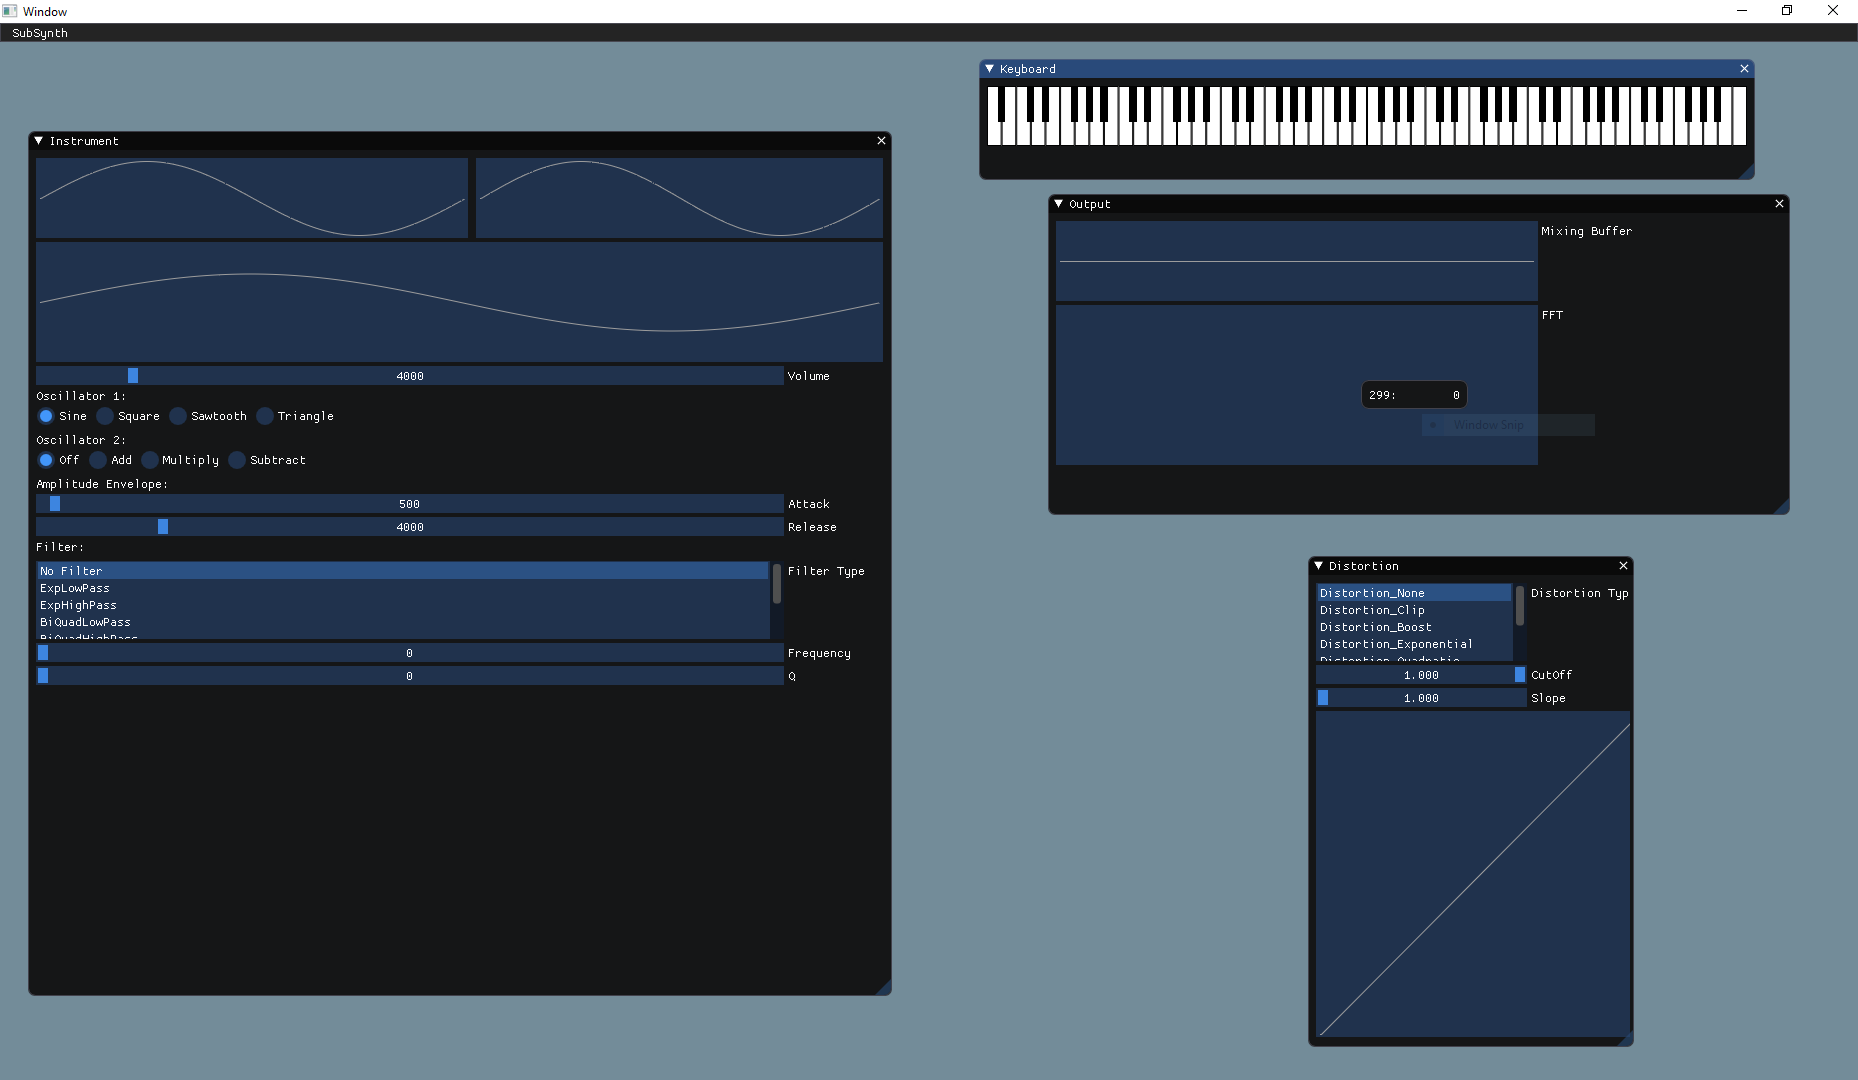 Window
SubSynth
Keyboard
Instrument
Output
Mixing Buffer
FFT
299: 0
Window Snip
4000 Volume
Oscillator 1:
Sine Square Sawtooth Triangle
Oscillator 2:
Off Add Multiply Subtract
Amplitude Envelope:
500 Attack
4000 Release
Filter:
No Filter Filter Type
ExpLowPass
ExpHighPass
BiQuadLowPass
BiQuadHighPass
0 Frequency
0 Q
Distortion
Distortion_None Distortion Typ
Distortion_Clip
Distortion_Boost
Distortion_Exponential
Distortion_Quadratic
1.000 CutOff
1.000 Slope